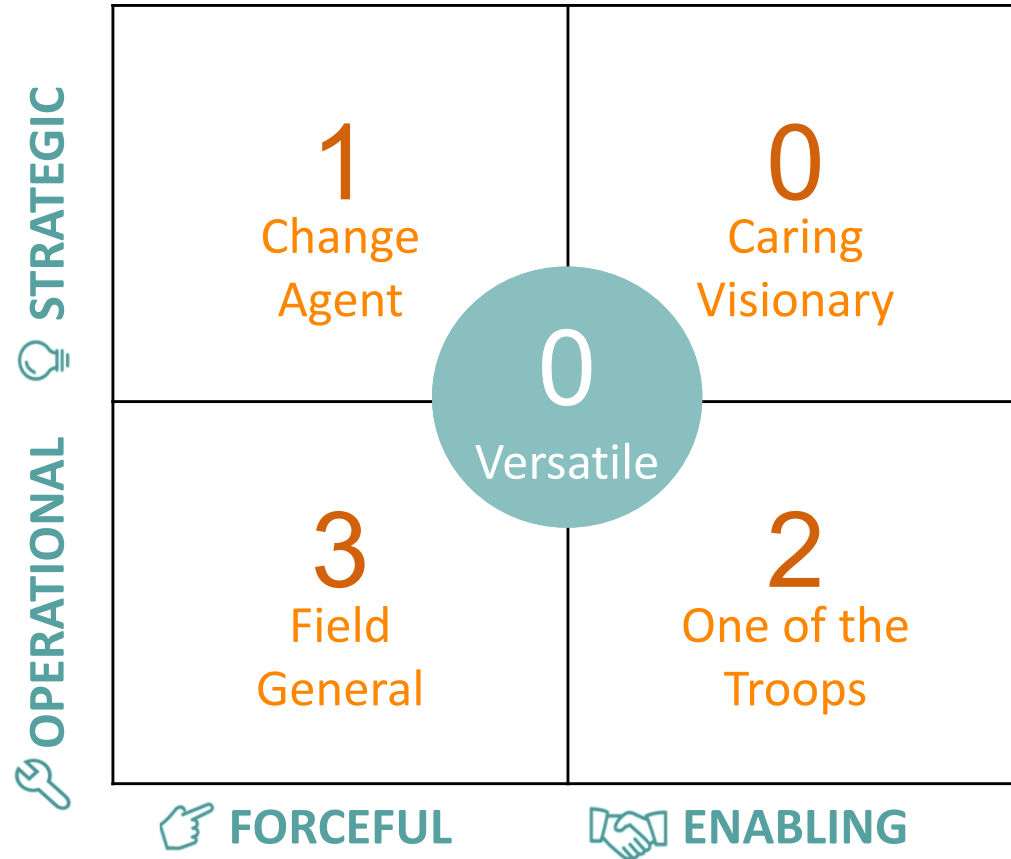 STRATEGIC
OPERATIONAL
1
Change
Agent
0
Caring
Visionary
0
Versatile
3
Field
General
2
One of the
Troops
FORCEFUL
ENABLING